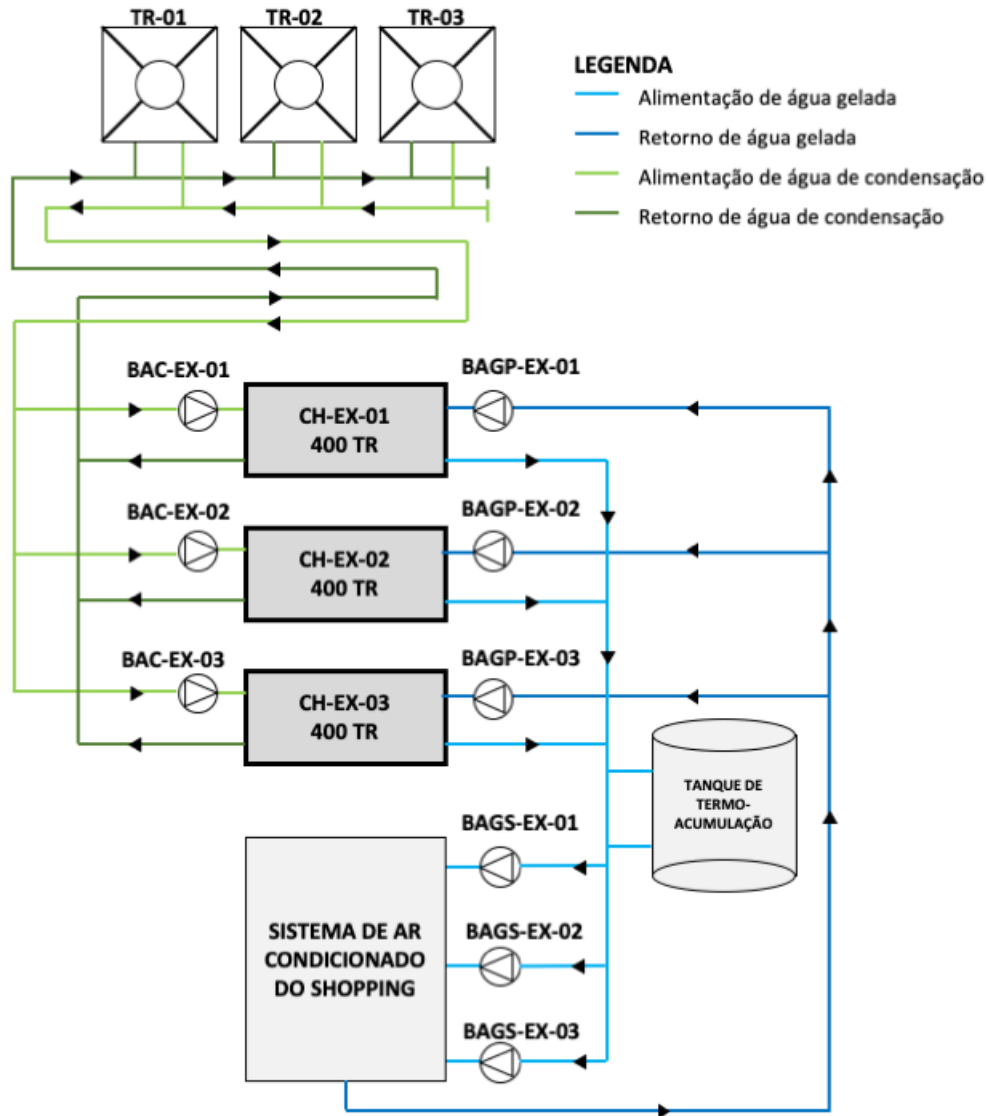 TR-01
TR-02
TR-03
LEGENDA
Alimentação de água gelada
Retorno de água gelada
Alimentação de água de condensação
Retorno de água de condensação
BAC-EX-01
BAGP-EX-01
CH-EX-01
400 TR
BAC-EX-02
BAGP-EX-02
CH-EX-02
400 TR
BAC-EX-03
BAGP-EX-03
CH-EX-03
400 TR
TANQUE DE
TERMO-
ACUMULAÇÃO
BAGS-EX-01
SISTEMA DE AR
CONDICIONADO
DO SHOPPING
BAGS-EX-02
BAGS-EX-03